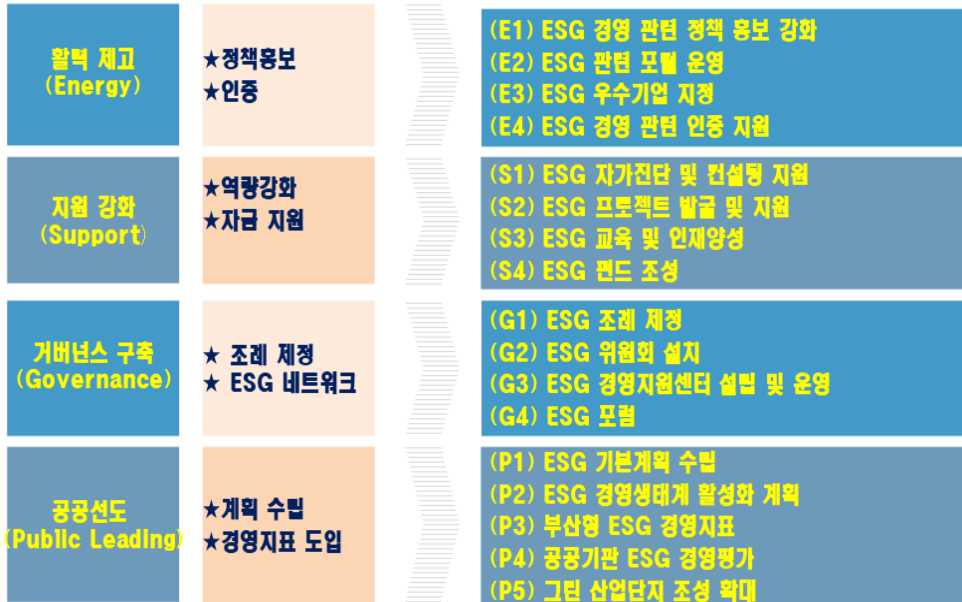 활력 제고
(Energy)
★정책홍보
★인증
(E1) ESG 경영 관련 정책 홍보 강화
(E2) ESG 관련 포털 운영
(E3) ESG 우수기업 지정
(E4) ESG 경영 관련 인증 지원
지원 강화
(Support)
★역량강화
★자금 지원
(S1) ESG 자가진단 및 컨설팅 지원
(S2) ESG 프로젝트 발굴 및 지원
(S3) ESG 교육 및 인재양성
(S4) ESG 펀드 조성
거버넌스 구축
(Governance)
★ 조례 제정
★ ESG 네트워크
(G1) ESG 조례 제정
(G2) ESG 위원회 설치
(G3) ESG 경영지원센터 설립 및 운영
(G4) ESG 포럼
공공선도
(Public Leading)
★계획 수립
★경영지표 도입
(P1) ESG 기본계획 수립
(P2) ESG 경영생태계 활성화 계획
(P3) 부산형 ESG 경영지표
(P4) 공공기관 ESG 경영평가
(P5) 그린 산업단지 조성 확대